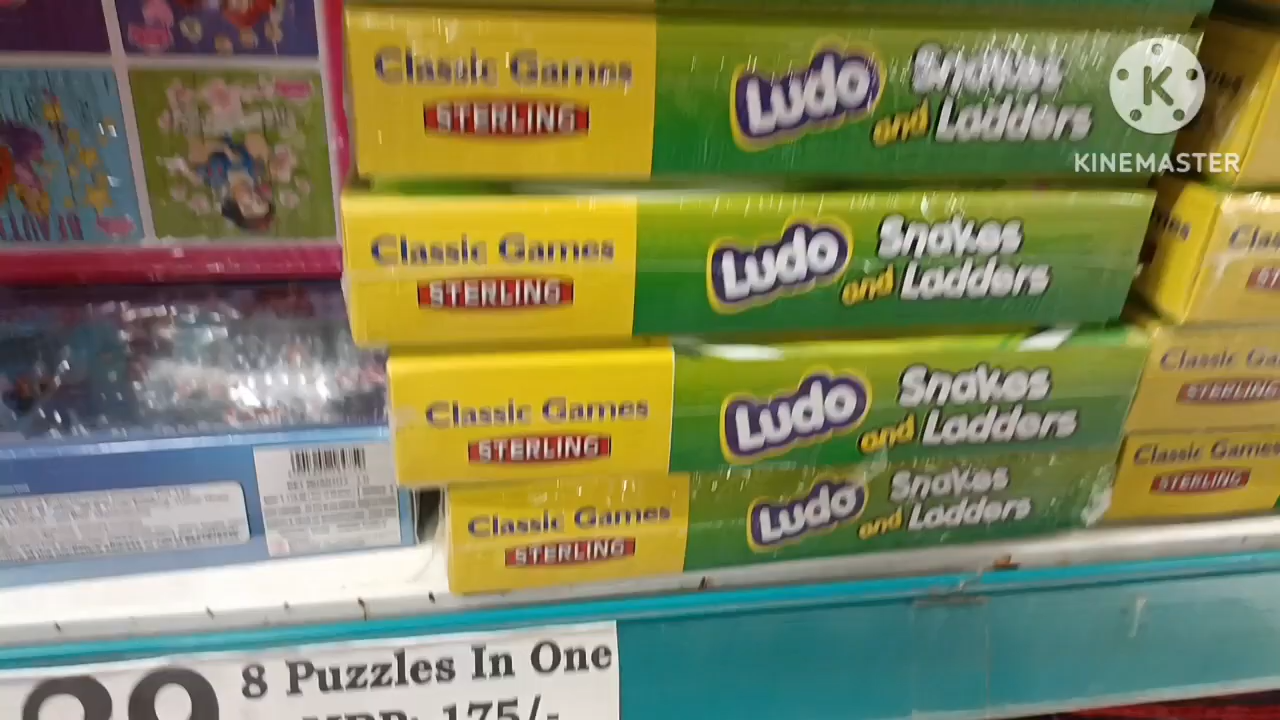 Classic Games
STERLING
Ludo Snakes
and Ladders
KINEMASTER
Classic Games
STERLING
Ludo Snakes
and Ladders
Classic Games
STERLING
Ludo Snakes
and Ladders
Classic Games
STERLING
Ludo Snakes
and Ladders
Classic Ga
STERLING
Classic Games
STERLING
8 Puzzles In One
MRP: 175/-